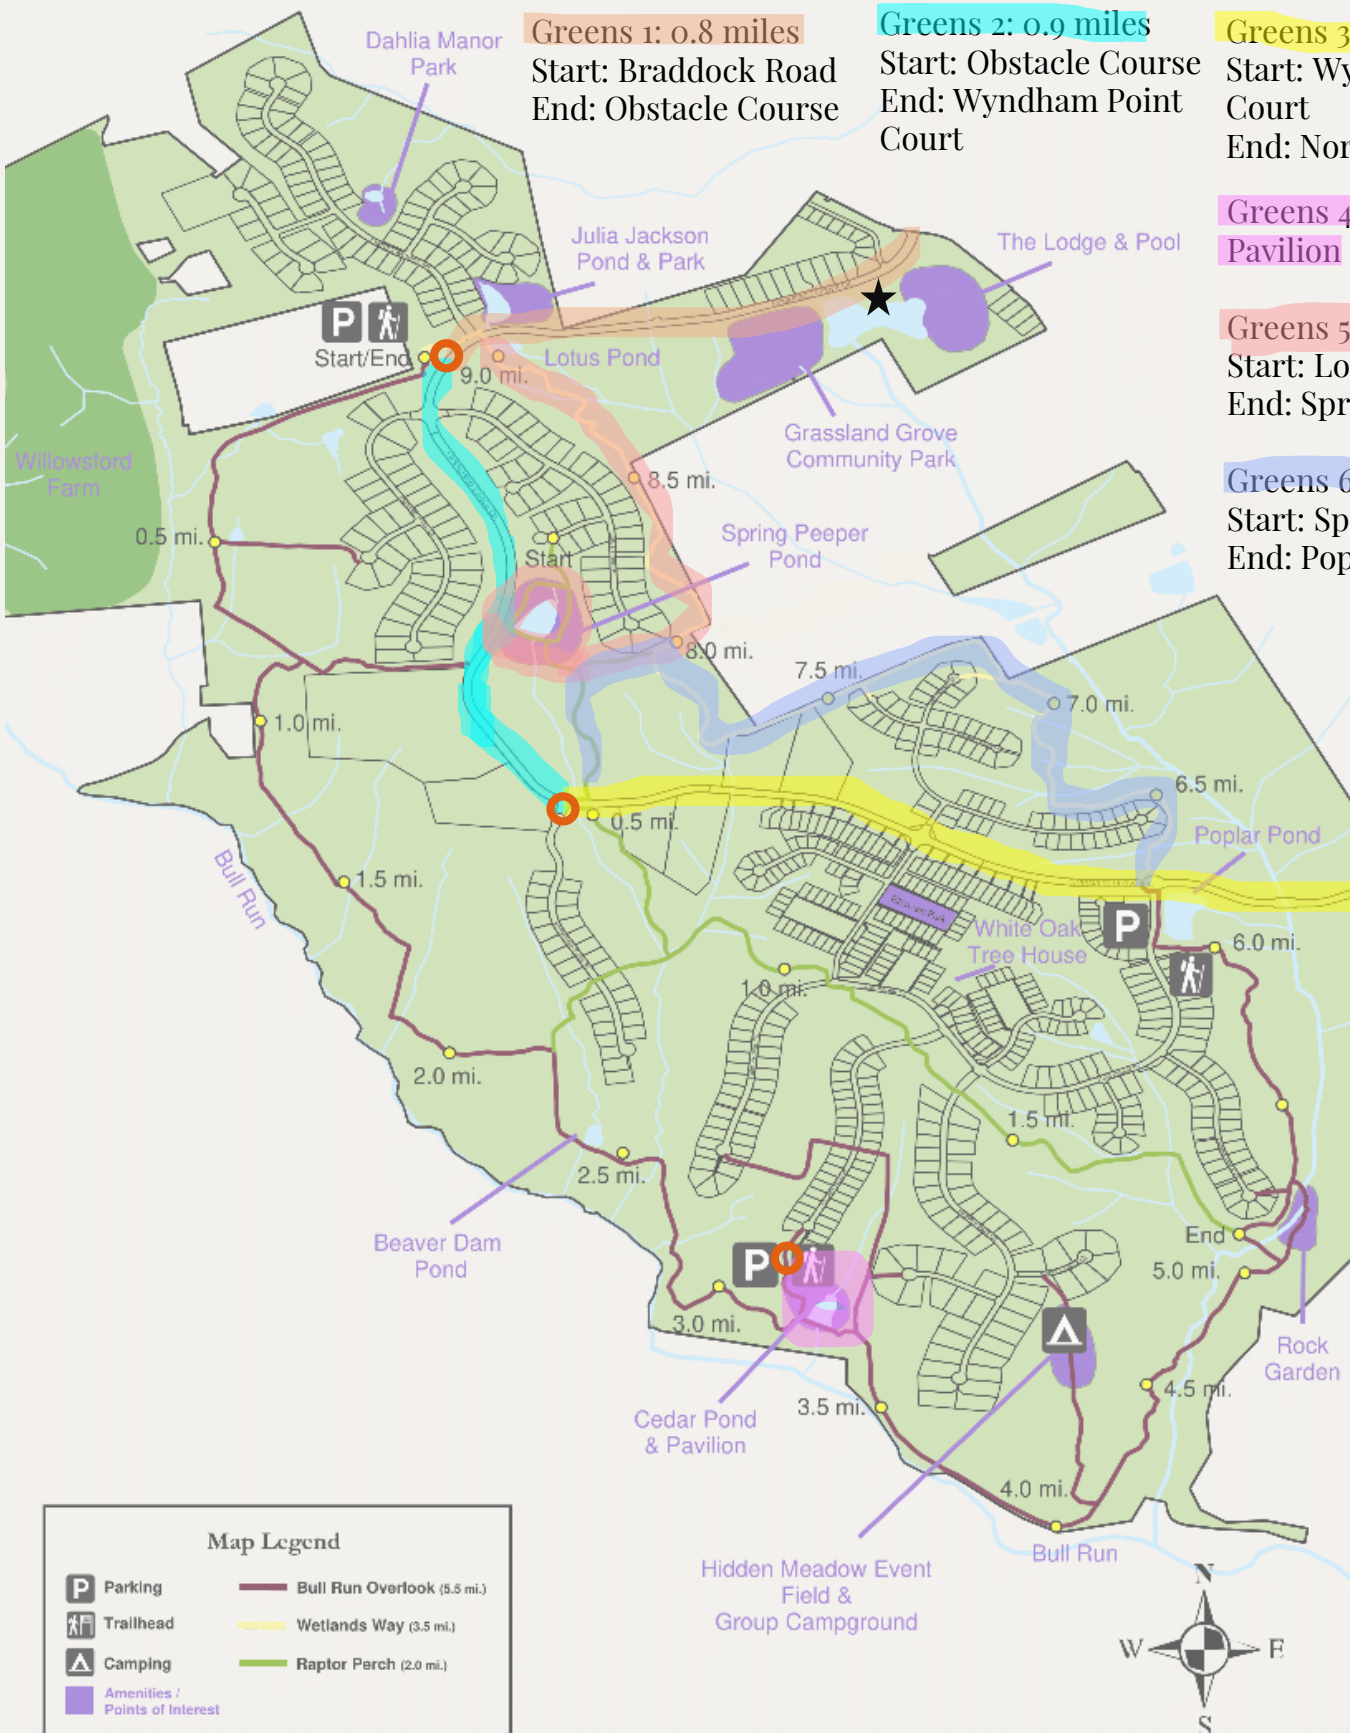 Greens 1: 0.8 miles
Start: Braddock Road
End: Obstacle Course
Greens 2: 0.9 miles
Start: Obstacle Course
End: Wyndham Point
Court
Greens 3
Start: Wy
Court
End: Nor
Greens 4
Pavilion
Greens 5
Start: Lo
End: Spr
Greens 6
Start: Sp
End: Pop
Dahlia Manor
Park
Julia Jackson
Pond & Park
The Lodge & Pool
P
Start/End
9.0 mi.
Lotus Pond
Grassland Grove
Community Park
Willowsford
Farm
8.5 mi.
0.5 mi.
Start
Spring Peeper
Pond
8.0 mi.
7.5 mi.
7.0 mi.
1.0 mi.
6.5 mi.
0.5 mi.
Poplar Pond
Bull Run
1.5 mi.
P
White Oak
Tree House
6.0 mi.
1.0 mi.
2.0 mi.
1.5 mi.
2.5 mi.
Beaver Dam
Pond
End
5.0 mi.
P
3.0 mi.
Rock
Garden
4.5 mi.
3.5 mi.
Cedar Pond
& Pavilion
4.0 mi.
Bull Run
Hidden Meadow Event
Field &
Group Campground
Map Legend
P Parking
Trailhead
Camping
Amenities /
Points of Interest
Bull Run Overlook (5.5 mi.)
Wetlands Way (3.5 mi.)
Raptor Perch (2.0 mi.)
N
W E
S